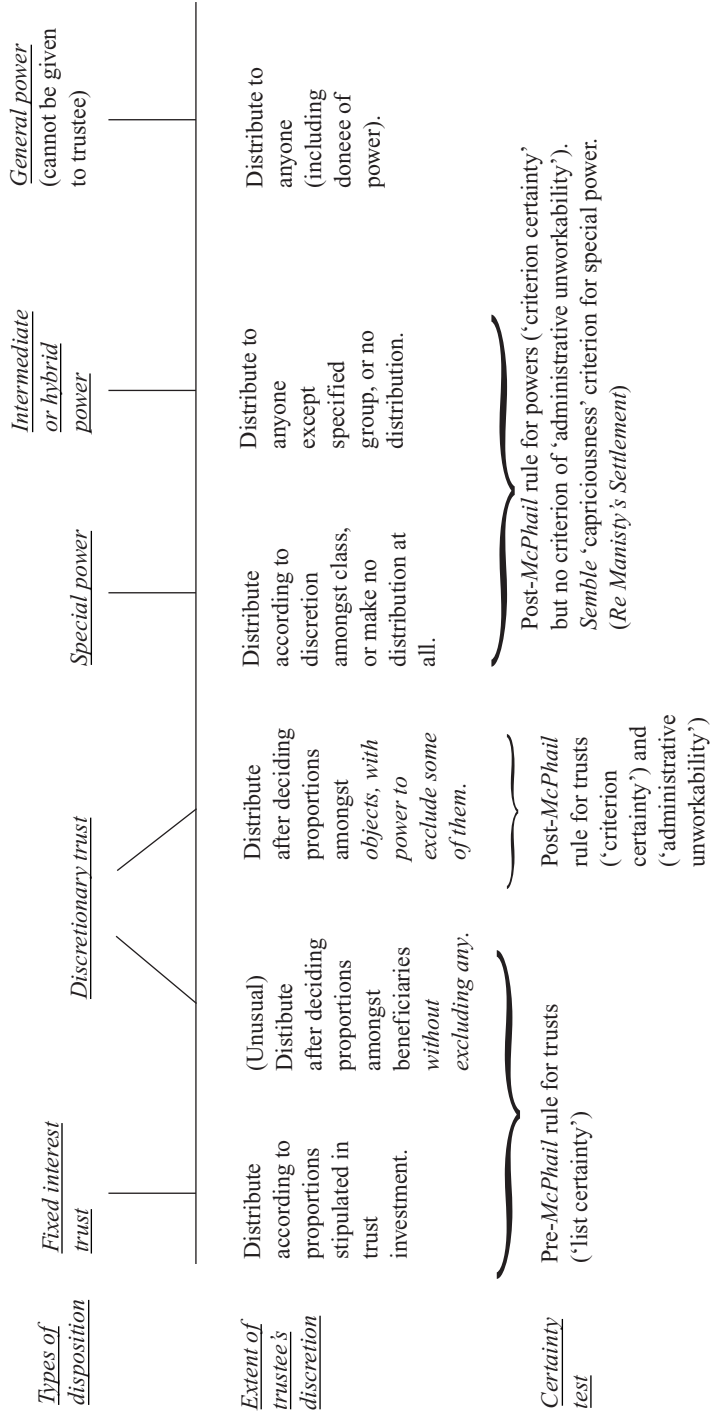 Types of
disposition
Fixed interest
trust
Discretionary trust
Special power
Intermediate
or hybrid
power
General power
(cannot be given
to trustee)
Extent of
trustee's
discretion
Distribute
according to
proportions
stipulated in
trust
investment.
(Unusual)
Distibute
after deciding
proportions
amongst
beneficiaries
without
excluding any.
Distribute
after deciding
proportions
amongst
objects, with
power to
exclude some
of them.
Distribute
according to
discretion
amongst class,
or make no
distribution at
all.
Distribute to
anyone
except
specified
group, or no
distribution.
Distribute to
anyone
(including
doneee of
power).
Certainty
test
Pre-McPhail rule for trusts
(‘list certainty’)
Post-McPhail
rule for trusts
(‘criterion
certainty’) and
(‘administrative
unworkability’)
Post-McPhail rule for powers (‘criterion certainty’
but no criterion of ‘administrative unworkability’).
Semble ‘capriciousness’ criterion for special power.
(Re Manisty's Settlement)